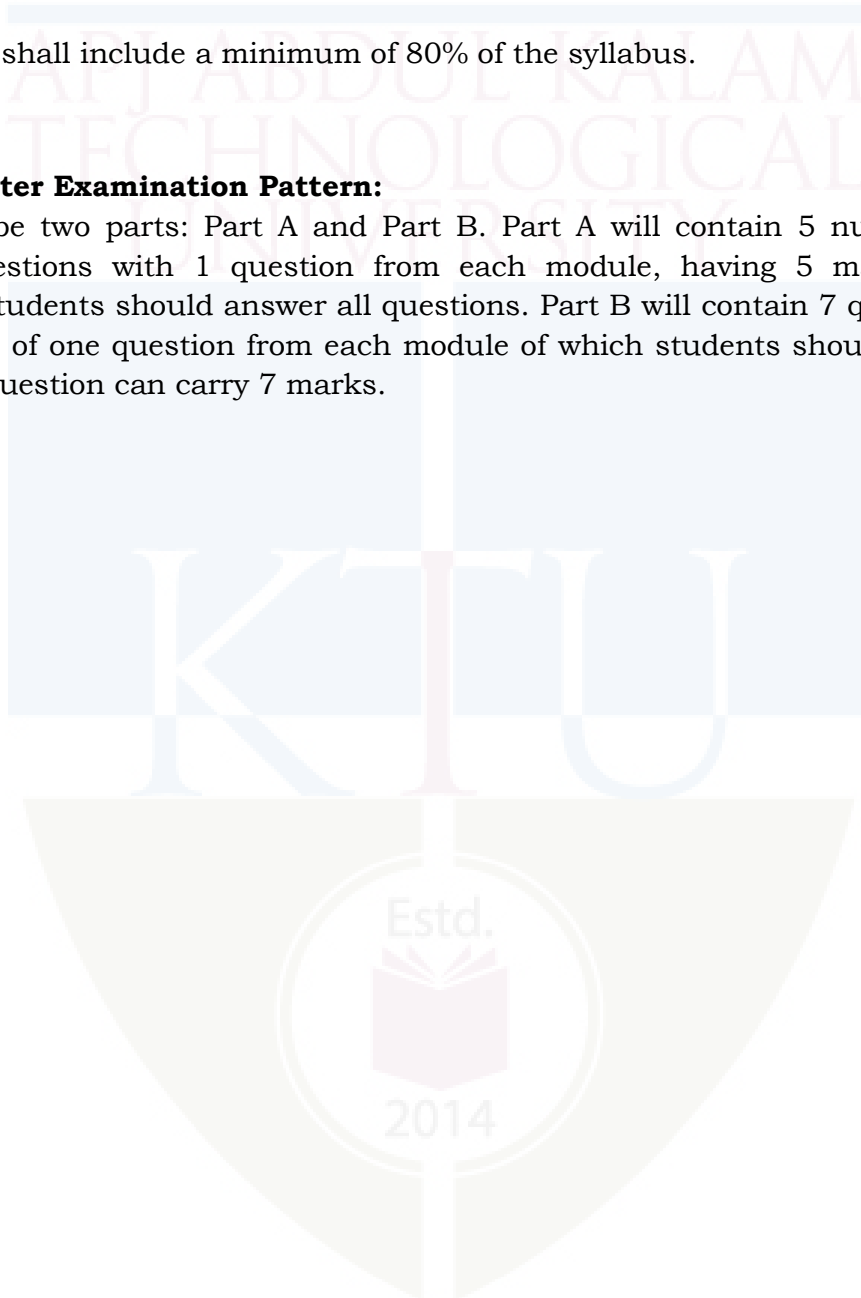 APJ ABDUL KALAM
shall include a minimum of 80% of the syllabus.
TECHNOLOGICAL
ter Examination Pattern:
UNIVERSITY
be two parts: Part A and Part B. Part A will contain 5 nu
estions with 1 question from each module, having 5 m
tudents should answer all questions. Part B will contain 7 q
of one question from each module of which students shou
uestion can carry 7 marks.
KTU
Estd.
2014